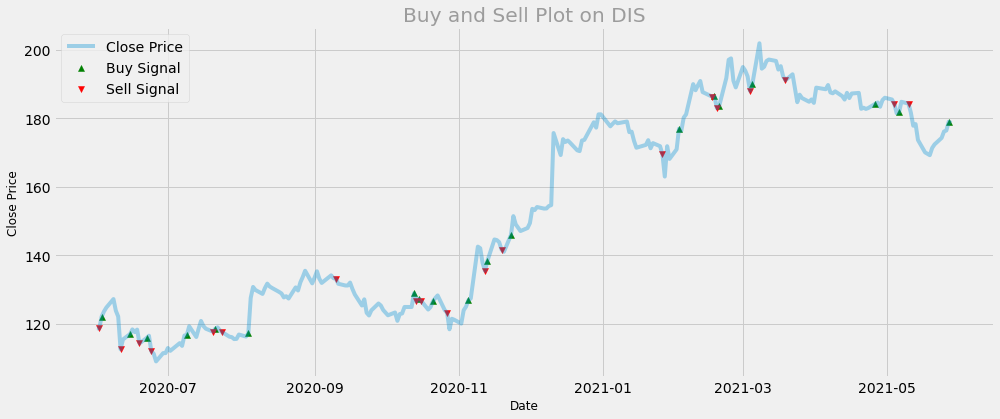 Buy and Sell Plot on DIS
Close Price
Buy Signal
Sell Signal
200
180
160
140
120
Close Price
2020-07 2020-09 2020-11 2021-01 2021-03 2021-05
Date